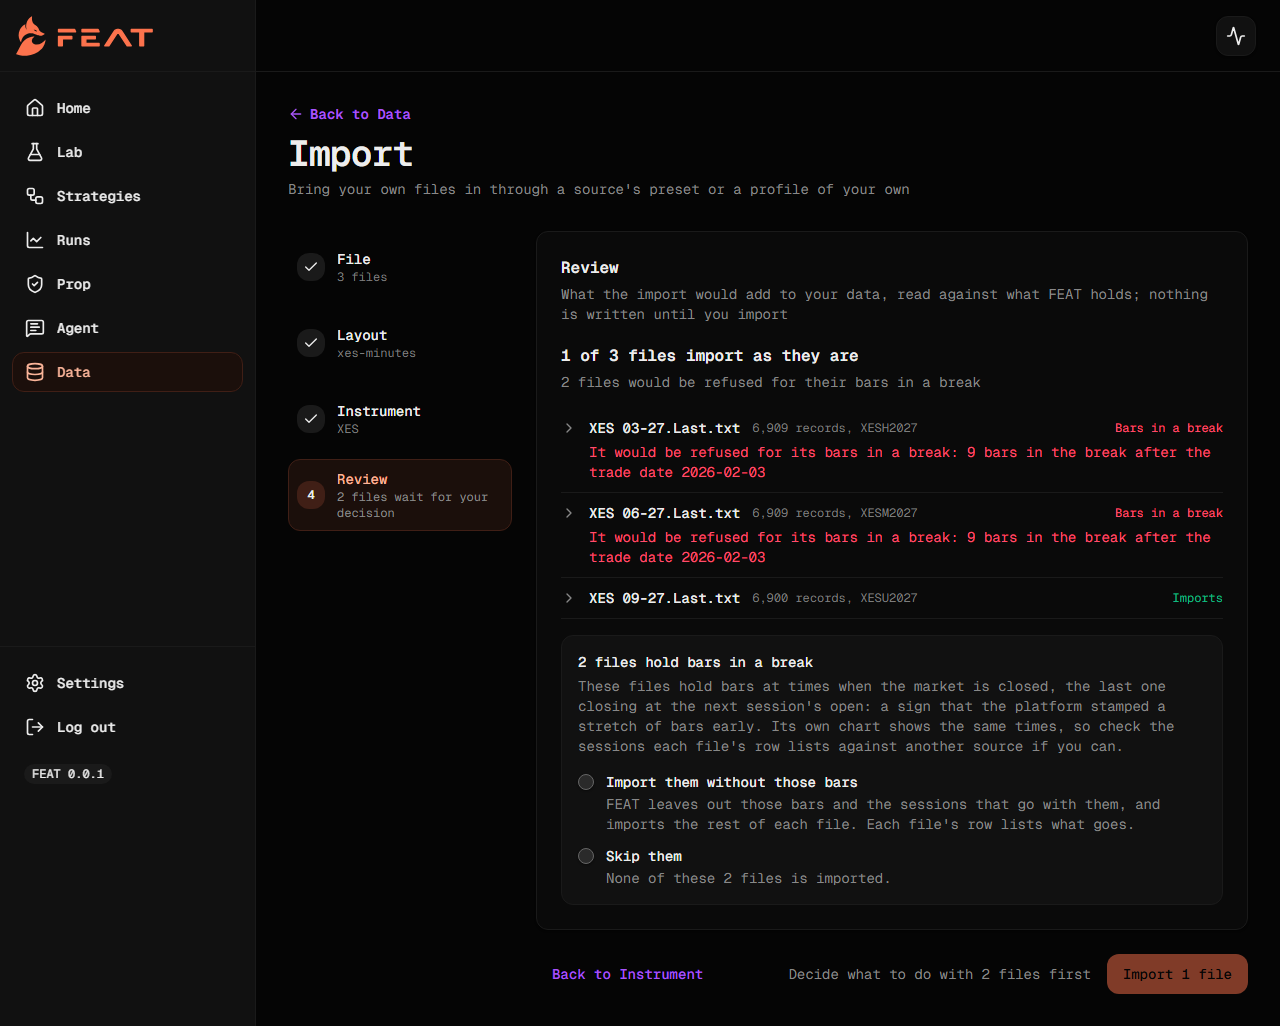 FEAT
Home
Lab
Strategies
Runs
Prop
Agent
Data
Settings
Log out
FEAT 0.0.1
Back to Data
Import
Bring your own files in through a source's preset or a profile of your own
File
3 files
Layout
xes-minutes
Instrument
XES
4
Review
2 files wait for your
decision
Review
What the import would add to your data, read against what FEAT holds; nothing
is written until you import
1 of 3 files import as they are
2 files would be refused for their bars in a break
XES 03-27.Last.txt 6,909 records, XESH2027 Bars in a break
It would be refused for its bars in a break: 9 bars in the break after the
trade date 2026-02-03
XES 06-27.Last.txt 6,909 records, XESM2027 Bars in a break
It would be refused for its bars in a break: 9 bars in the break after the
trade date 2026-02-03
XES 09-27.Last.txt 6,900 records, XESU2027 Imports
2 files hold bars in a break
These files hold bars at times when the market is closed, the last one
closing at the next session's open: a sign that the platform stamped a
stretch of bars early. Its own chart shows the same times, so check the
sessions each file's row lists against another source if you can.
Import them without those bars
FEAT leaves out those bars and the sessions that go with them, and
imports the rest of each file. Each file's row lists what goes.
Skip them
None of these 2 files is imported.
Back to Instrument
Decide what to do with 2 files first
Import 1 file